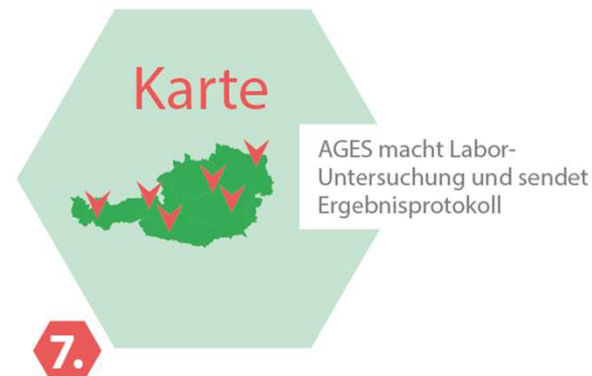 Karte
AGES macht Labor-
Untersuchung und sendet
Ergebnisprotokoll
7.